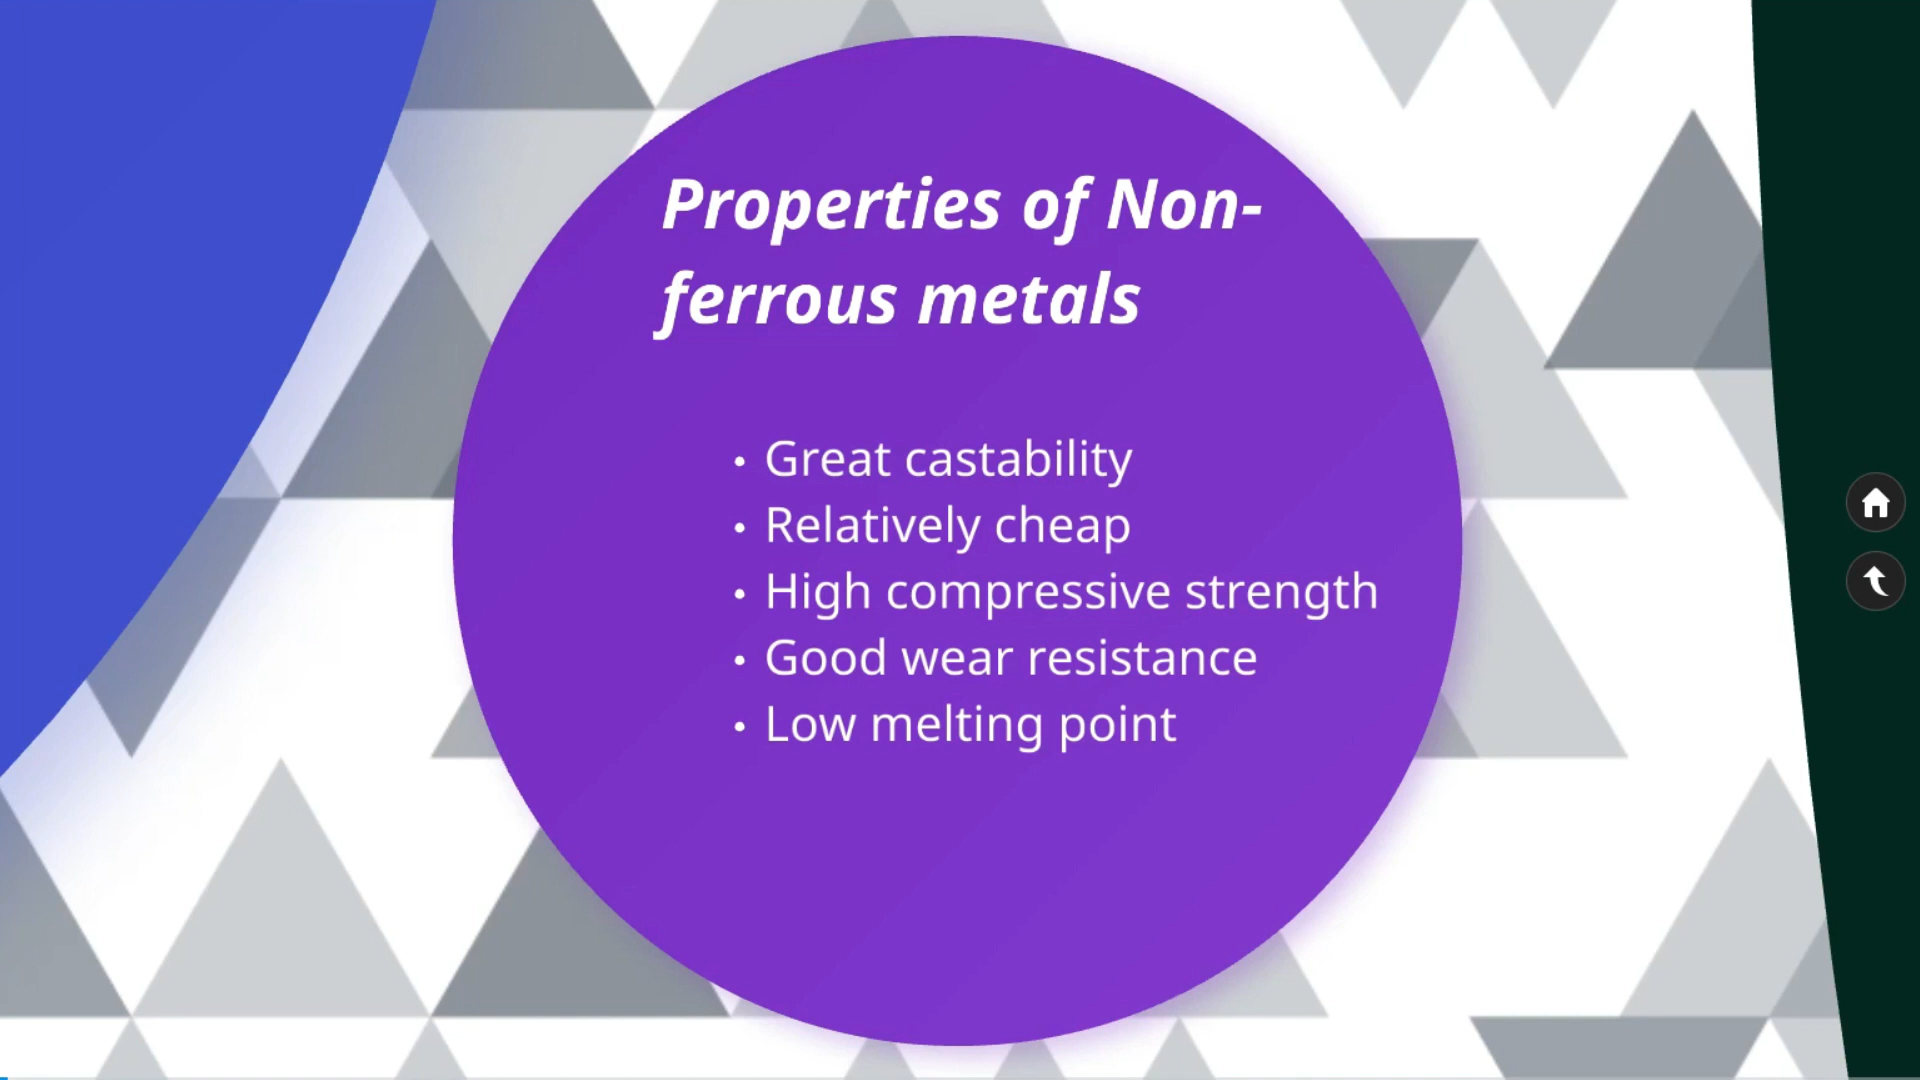 Properties of Non-
ferrous metals
• Great castability
• Relatively cheap
• High compressive strength
• Good wear resistance
• Low melting point